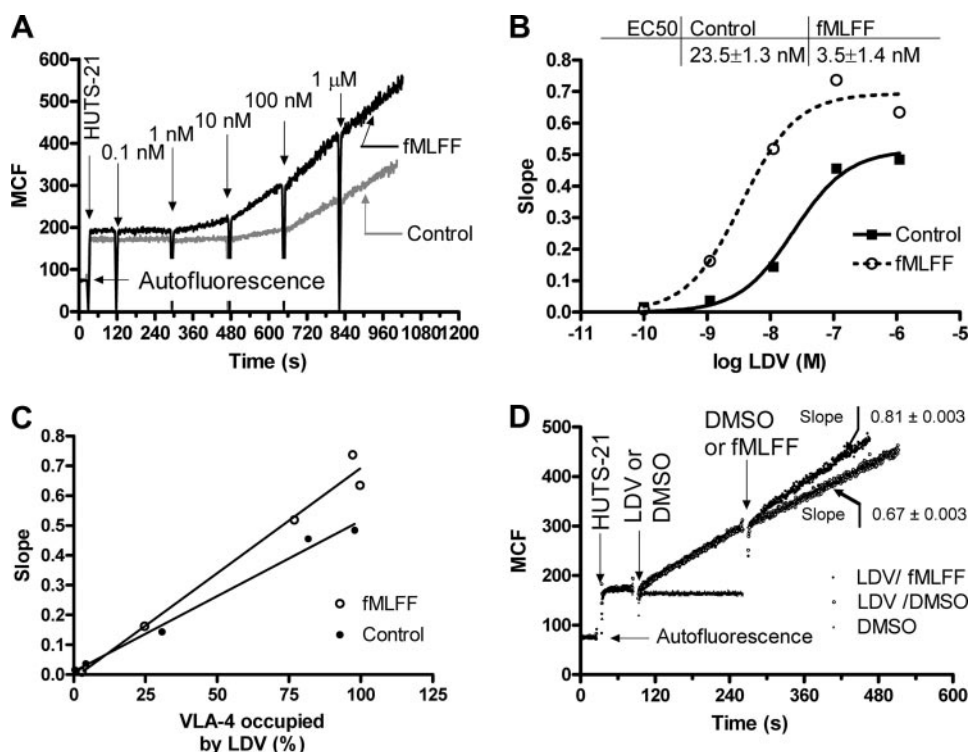 A
600
500
400
300
200
100
0
MCF
HUTS-21
0.1 nM
1 nM
10 nM
100 nM
1 μM
fMLFF
Control
Autofluorescence
0 120 240 360 480 600 720 840 960 1080 1200
Time (s)
B
EC50 Control fMLFF
23.5±1.3 nM 3.5±1.4 nM
0.8
0.7
0.6
0.5
0.4
0.3
0.2
0.1
0.0
Slope
Control
fMLFF
-11 -10 -9 -8 -7 -6 -5
log LDV (M)
C
0.8
0.7
0.6
0.5
0.4
0.3
0.2
0.1
0.0
Slope
fMLFF
Control
0 25 50 75 100 125
VLA-4 occupied
by LDV (%)
D
500
400
300
200
100
0
MCF
HUTS-21
LDV or
DMSO
DMSO
or fMLFF
Slope 0.81 ± 0.003
Slope 0.67 ± 0.003
LDV/ fMLFF
LDV /DMSO
DMSO
Autofluorescence
0 120 240 360 480 600
Time (s)